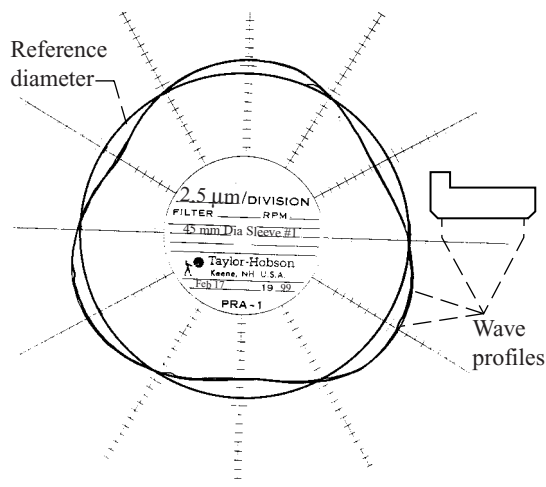 Reference
diameter
2.5 μm/DIVISION
FILTER RPM
45 mm Dia Sleeve #1
Taylor-Hobson
Keene, NH U.S.A.
Feb 17 19 99
PRA-1
Wave
profiles